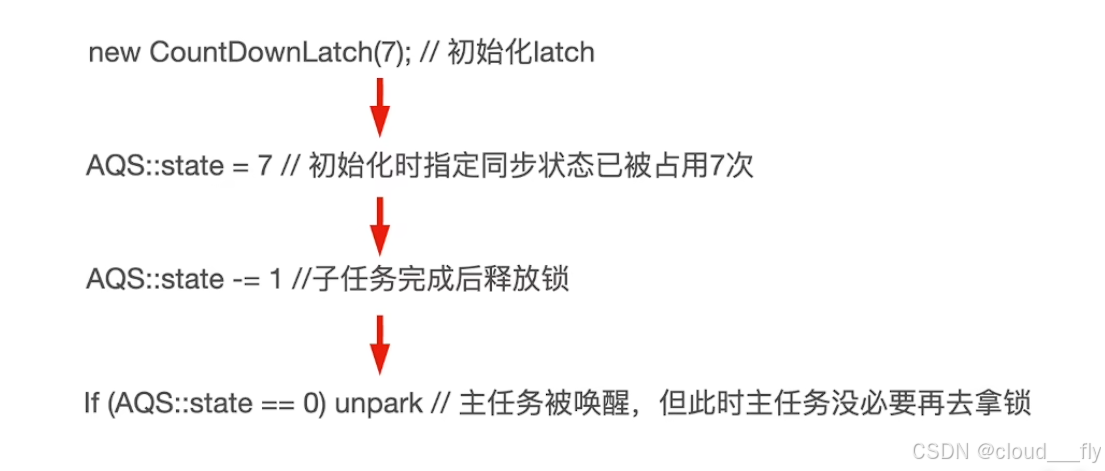 new CountDownLatch(7); // 初始化latch
AQS::state = 7 // 初始化时指定同步状态已被占用7次
AQS::state -= 1 //子任务完成后释放锁
If (AQS::state == 0) unpark // 主任务被唤醒，但此时主任务没必要再去拿锁
CSDN @cloud___fly